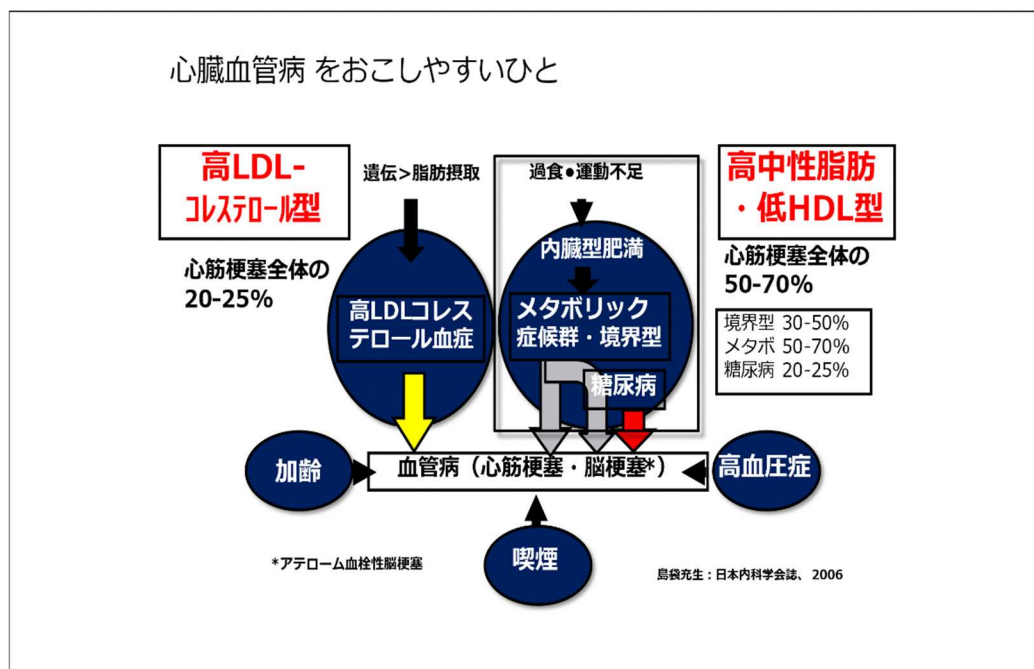 心臓血管病 をおこしやすいひと
高LDL-
コレステロール型
心筋梗塞全体の
20-25%
遺伝>脂肪摂取
高LDLコレス
テロール血症
過食●運動不足
内臓型肥満
メタボリック
症候群・境界型
糖尿病
高中性脂肪
・低HDL型
心筋梗塞全体の
50-70%
境界型 30-50%
メタボ 50-70%
糖尿病 20-25%
加齢
血管病（心筋梗塞・脳梗塞*）
高血圧症
喫煙
*アテローム血栓性脳梗塞
島袋充生：日本内科学会誌、 2006